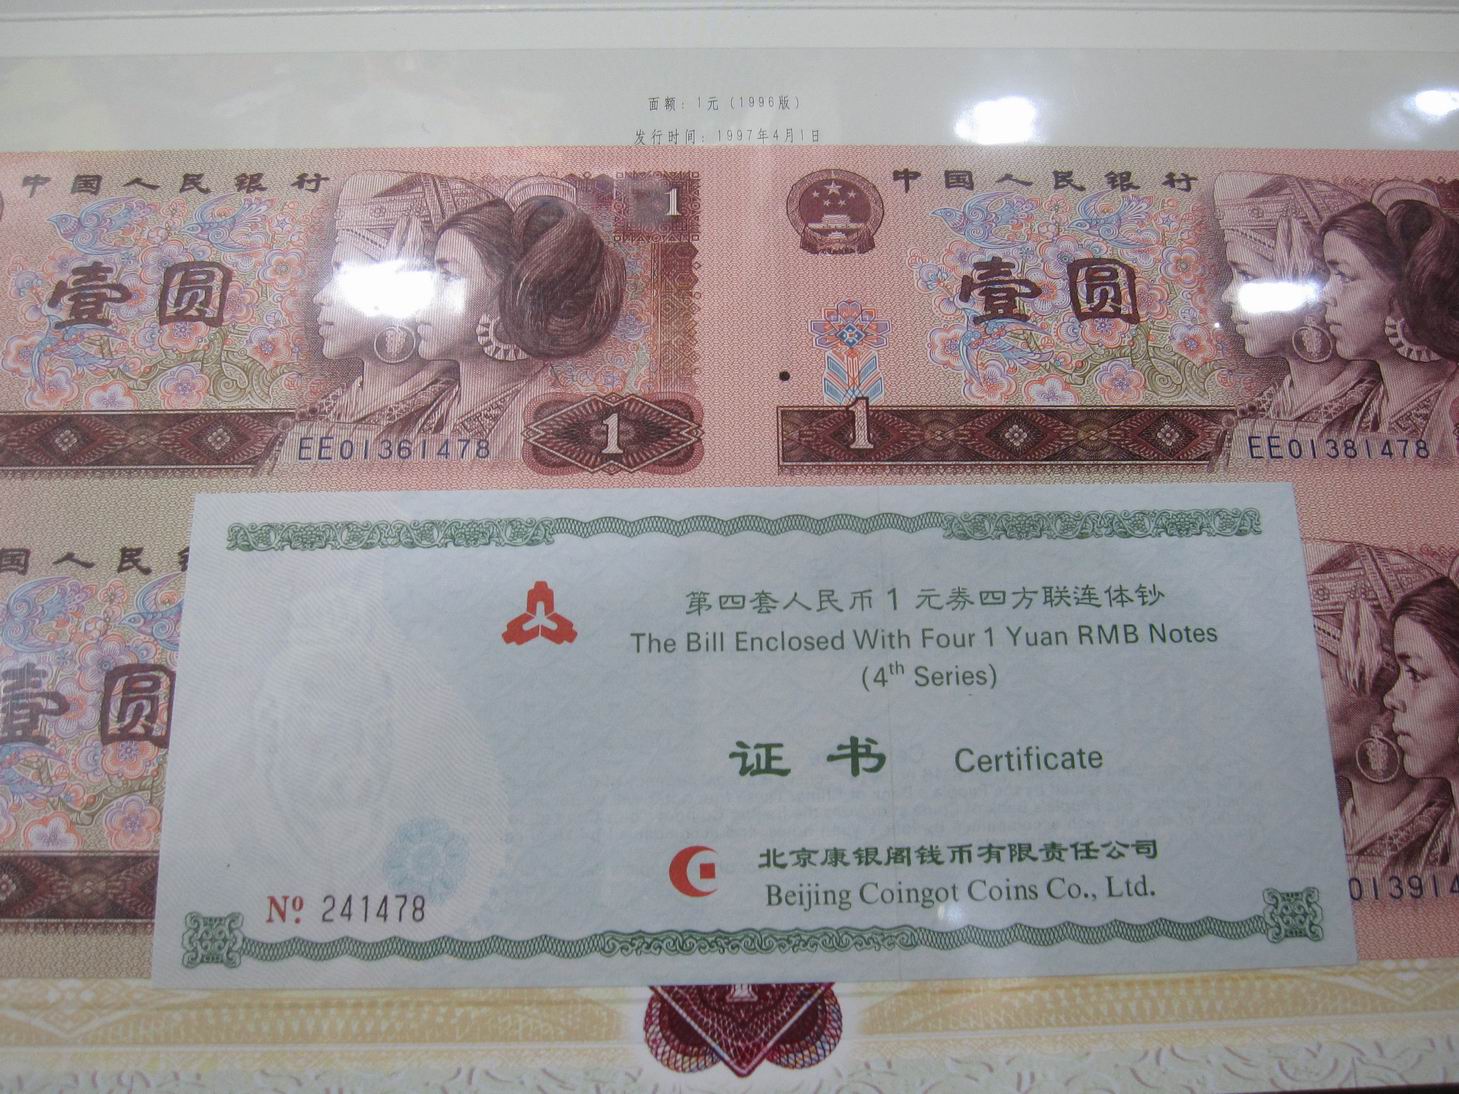 面额：1元（1996版）
发行时间：1997年4月1日
中国人民银行
1
壹圆
EE01361478
1
中国人民银行
壹圆
1
EE01381478
国人民
壹圆
第四套人民币1元券四方联连体钞
The Bill Enclosed With Four 1 Yuan RMB Notes
(4th Series)
证书 Certificate
北京康银阁钱币有限责任公司
Beijing Coingot Coins Co., Ltd.
Nº 241478
013914